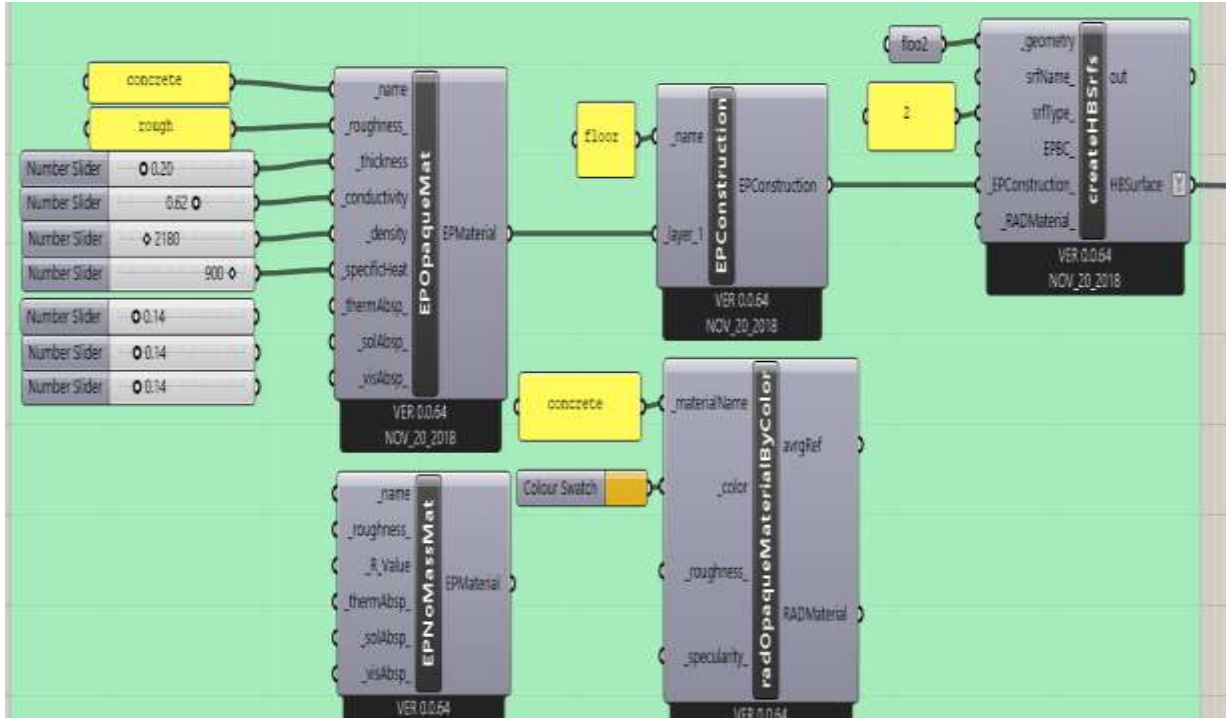 concrete
rough
Number Slider 0.20
Number Slider 0.62
Number Slider 2180
Number Slider 900
Number Slider 0.14
Number Slider 0.14
Number Slider 0.14
_name
_roughness_
_thickness
_conductivity
_density
_specificHeat
_thermAbsp_
_solAbsp_
_visAbsp_
EPOpaqueMat
EPMaterial
VER 0.0.64
NOV_20_2018
floor
_name
_layer_1
EPConstruction
EPConstruction
VER 0.0.64
NOV_20_2018
floo2
2
_geometry
srfName_
srfType_
EPBC_
_EPConstruction_
_RADMaterial_
createHBSrfs
out
HBSurface
VER 0.0.64
NOV_20_2018
_name
_roughness_
_R_Value
_thermAbsp_
_solAbsp_
_visAbsp_
EPNoMassMat
EPMaterial
VER 0.0.64
concrete
Colour Swatch
_materialName
_color
_roughness_
_specularity_
radOpaqueMaterialByColor
avrgRef
RADMaterial
VER 0.0.64